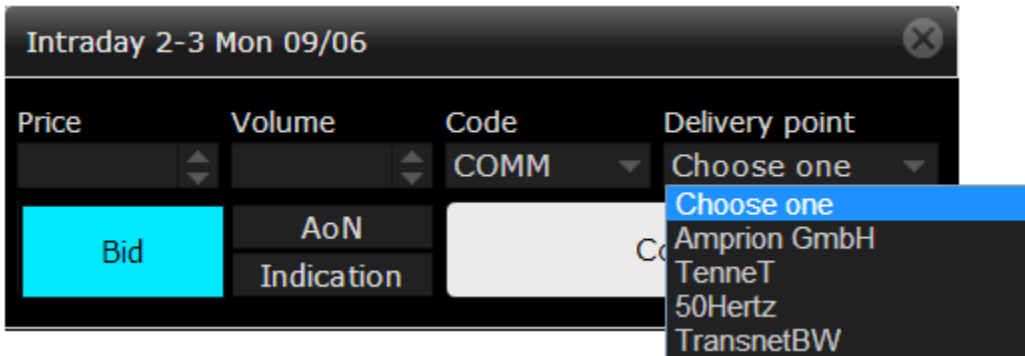 Intraday 2-3 Mon 09/06
Price Volume Code Delivery point
COMM Choose one
Choose one
Bid AoN
Amprion GmbH
Indication
TenneT
50Hertz
TransnetBW